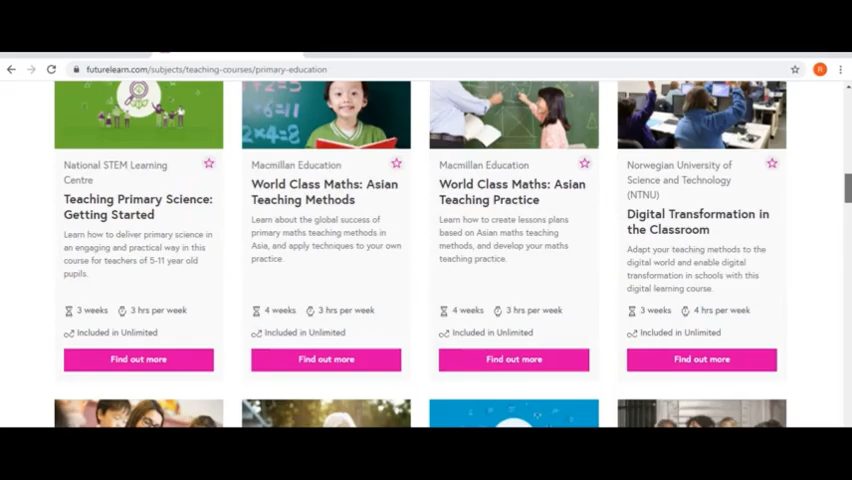 futurelearn.com/subjects/teaching-courses/primary-education
R
National STEM Learning
Centre
Teaching Primary Science:
Getting Started
Learn how to deliver primary science in
an engaging and practical way in this
course for teachers of 5-11 year old
pupils.
3 weeks 3 hrs per week
Included in Unlimited
Find out more
Macmillan Education
World Class Maths: Asian
Teaching Methods
Learn about the global success of
primary maths teaching methods in
Asia, and apply techniques to your own
practice.
4 weeks 3 hrs per week
Included in Unlimited
Find out more
Macmillan Education
World Class Maths: Asian
Teaching Practice
Learn how to create lessons plans
based on Asian maths teaching
methods, and develop your maths
teaching practice.
4 weeks 3 hrs per week
Included in Unlimited
Find out more
Norwegian University of
Science and Technology
(NTNU)
Digital Transformation in
the Classroom
Adapt your teaching methods to the
digital world and enable digital
transformation in schools with this
digital learning course.
3 weeks 4 hrs per week
Included in Unlimited
Find out more